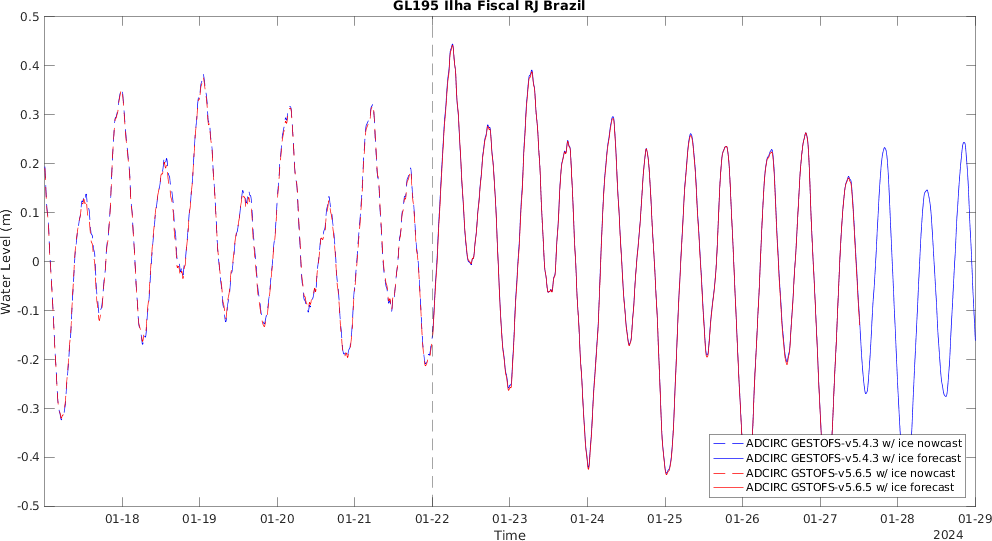 GL195 Ilha Fiscal RJ Brazil
0.5
0.4
0.3
0.2
0.1
0
-0.1
-0.2
-0.3
-0.4
-0.5
Water Level (m)
ADCIRC GESTOFS-v5.4.3 w/ ice nowcast
ADCIRC GESTOFS-v5.4.3 w/ ice forecast
ADCIRC GSTOFS-v5.6.5 w/ ice nowcast
ADCIRC GSTOFS-v5.6.5 w/ ice forecast
01-18 01-19 01-20 01-21 01-22 01-23 01-24 01-25 01-26 01-27 01-28 01-29
Time
2024